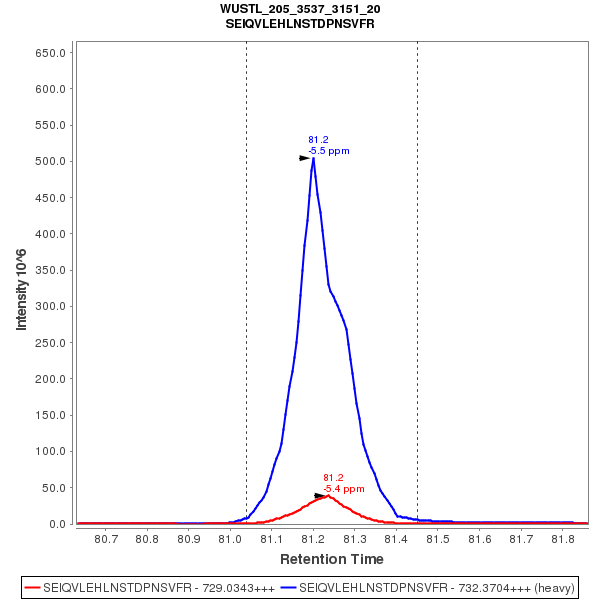 WUSTL_205_3537_3151_20
SEIQVLEHLNSTDPNSVFR
Intensity 10^6
650.0
600.0
550.0
500.0
450.0
400.0
350.0
300.0
250.0
200.0
150.0
100.0
50.0
0.0
81.2
-5.5 ppm
81.2
-5.4 ppm
80.7 80.8 80.9 81.0 81.1 81.2 81.3 81.4 81.5 81.6 81.7 81.8
Retention Time
SEIQVLEHLNSTDPNSVFR - 729.0343+++ SEIQVLEHLNSTDPNSVFR - 732.3704+++ (heavy)